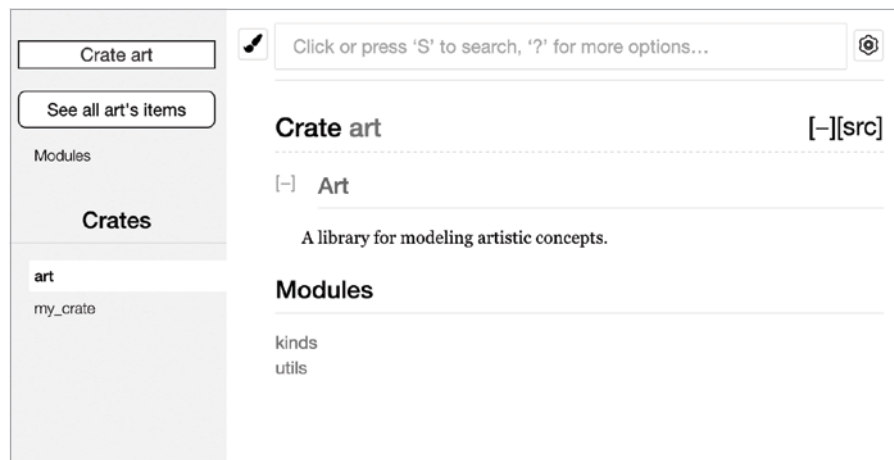 Crate art
See all art's items
Modules
Crates
art
my_crate
Click or press ‘S’ to search, ‘?’ for more options…
Crate art
[–][src]
[–] Art
A library for modeling artistic concepts.
Modules
kinds
utils